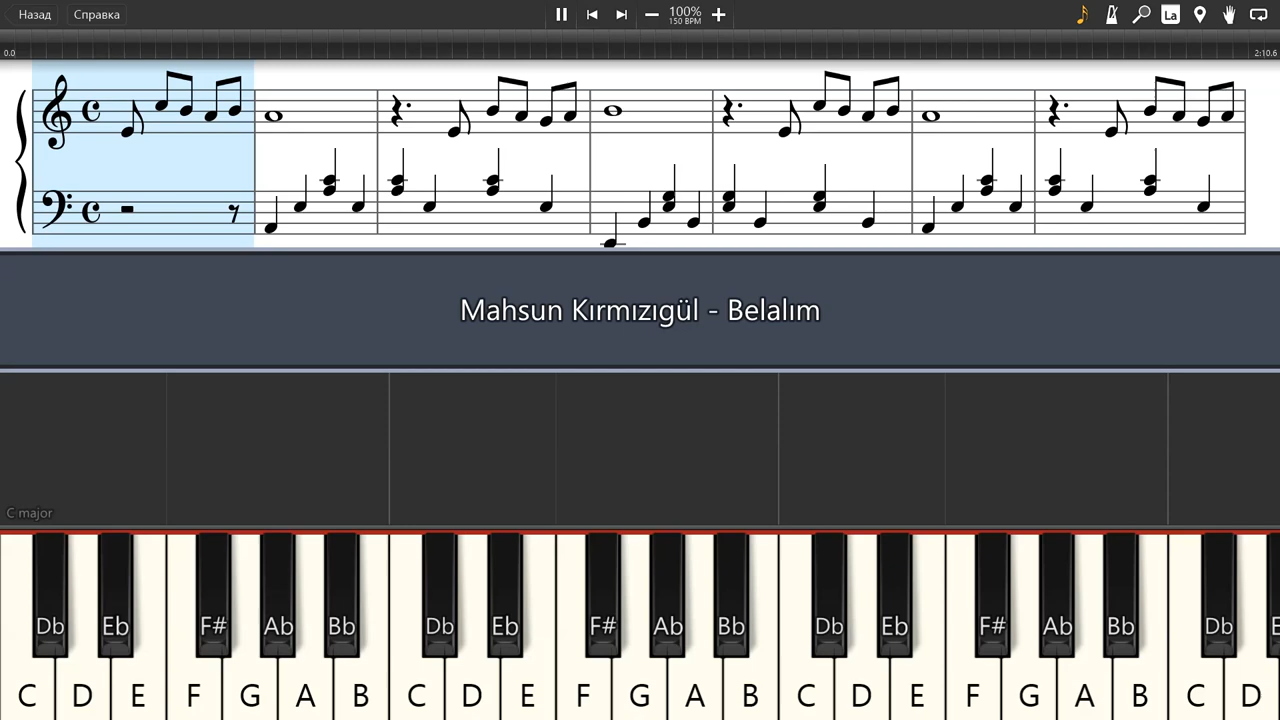 Назад Справка 100% La
150 BPM
0.0 2:10.6
Mahsun Kırmızıgül - Belalım
C major
Db Eb F# Ab Bb Db Eb F# Ab Bb Db Eb F# Ab Bb Db E
C D E F G A B C D E F G A B C D E F G A B C D